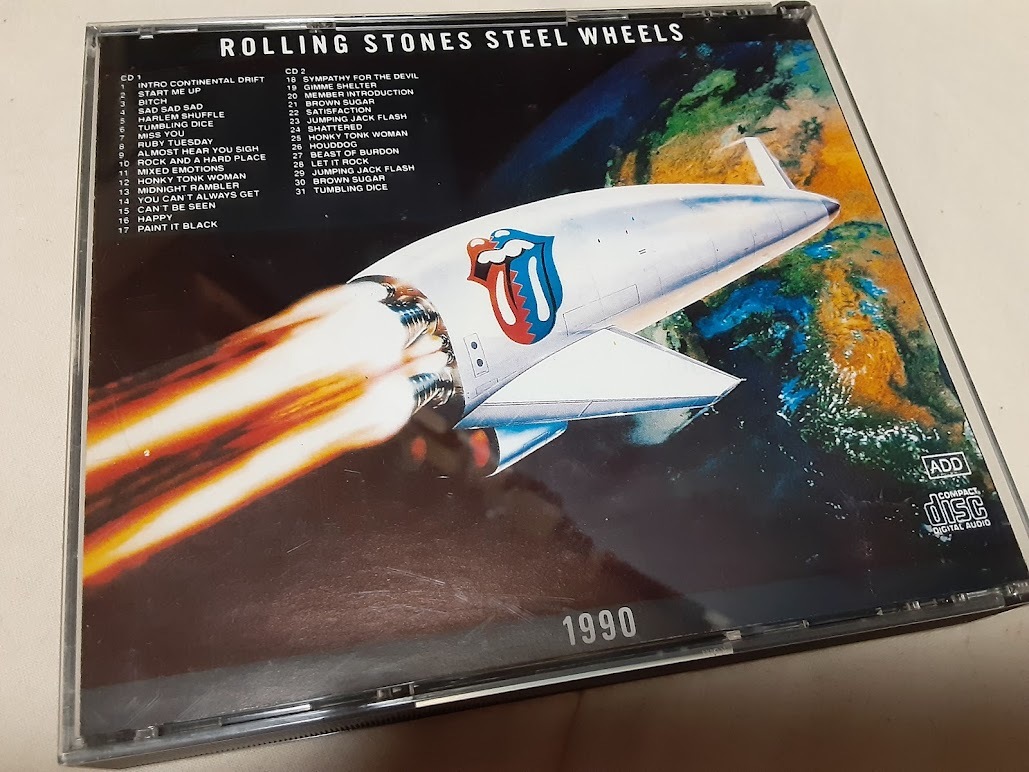 ROLLING STONES STEEL WHEELS
CD 1
1 INTRO CONTINENTAL DRIFT
2 START ME UP
3 BITCH
4 SAD SAD SAD
5 HARLEM SHUFFLE
6 TUMBLING DICE
7 MISS YOU
8 RUBY TUESDAY
9 ALMOST HEAR YOU SIGH
10 ROCK AND A HARD PLACE
11 MIXED EMOTIONS
12 HONKY TONK WOMAN
13 MIDNIGHT RAMBLER
14 YOU CAN'T ALWAYS GET
15 CAN'T BE SEEN
16 HAPPY
17 PAINT IT BLACK
CD 2
18 SYMPATHY FOR THE DEVIL
19 GIMME SHELTER
20 MEMBER INTRODUCTION
21 BROWN SUGAR
22 SATISFACTION
23 JUMPING JACK FLASH
24 SHATTERED
25 HONKY TONK WOMAN
26 HOUDDOG
27 BEAST OF BURDON
28 LET IT ROCK
29 JUMPING JACK FLASH
30 BROWN SUGAR
31 TUMBLING DICE
ADD
COMPACT
disc
DIGITAL AUDIO
1990